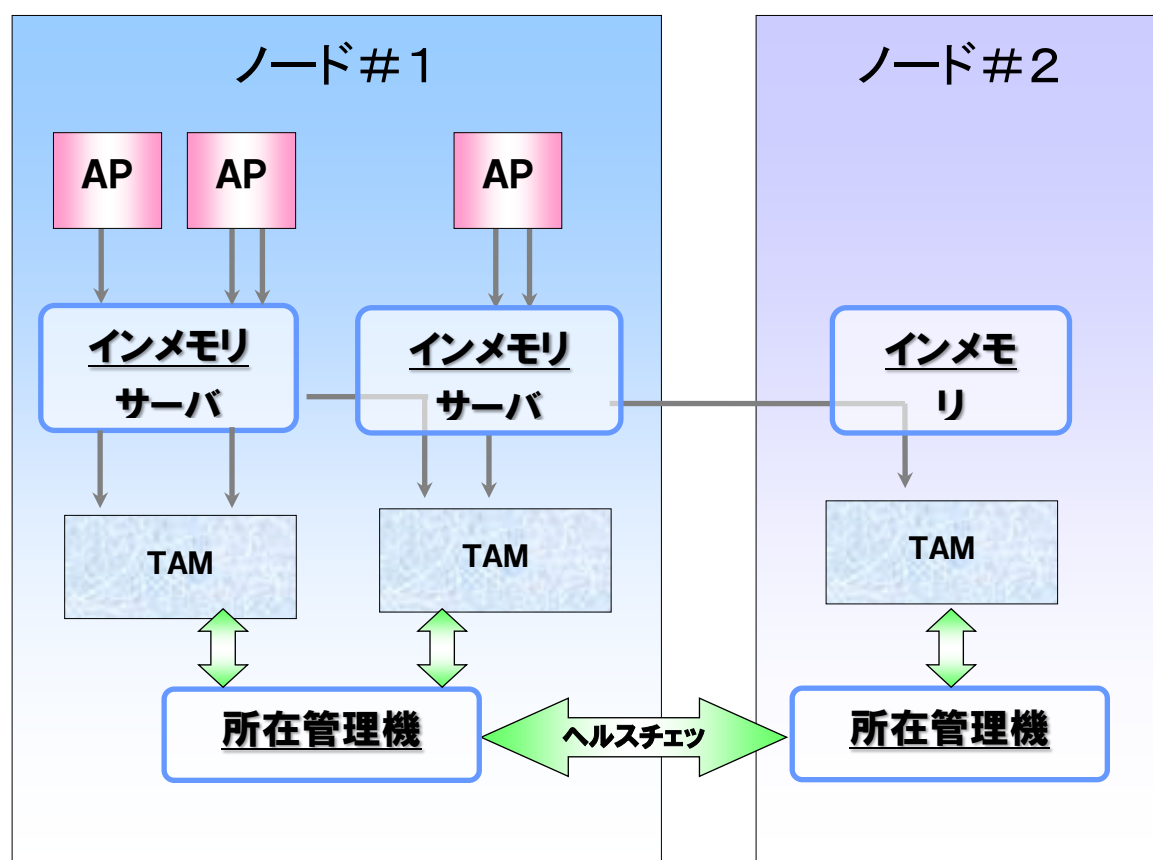 ノード#1
ノード#2
AP
AP
AP
インメモリ
サーバ
インメモリ
サーバ
インメモ
リ
TAM
TAM
TAM
所在管理機
ヘルスチェッ
所在管理機